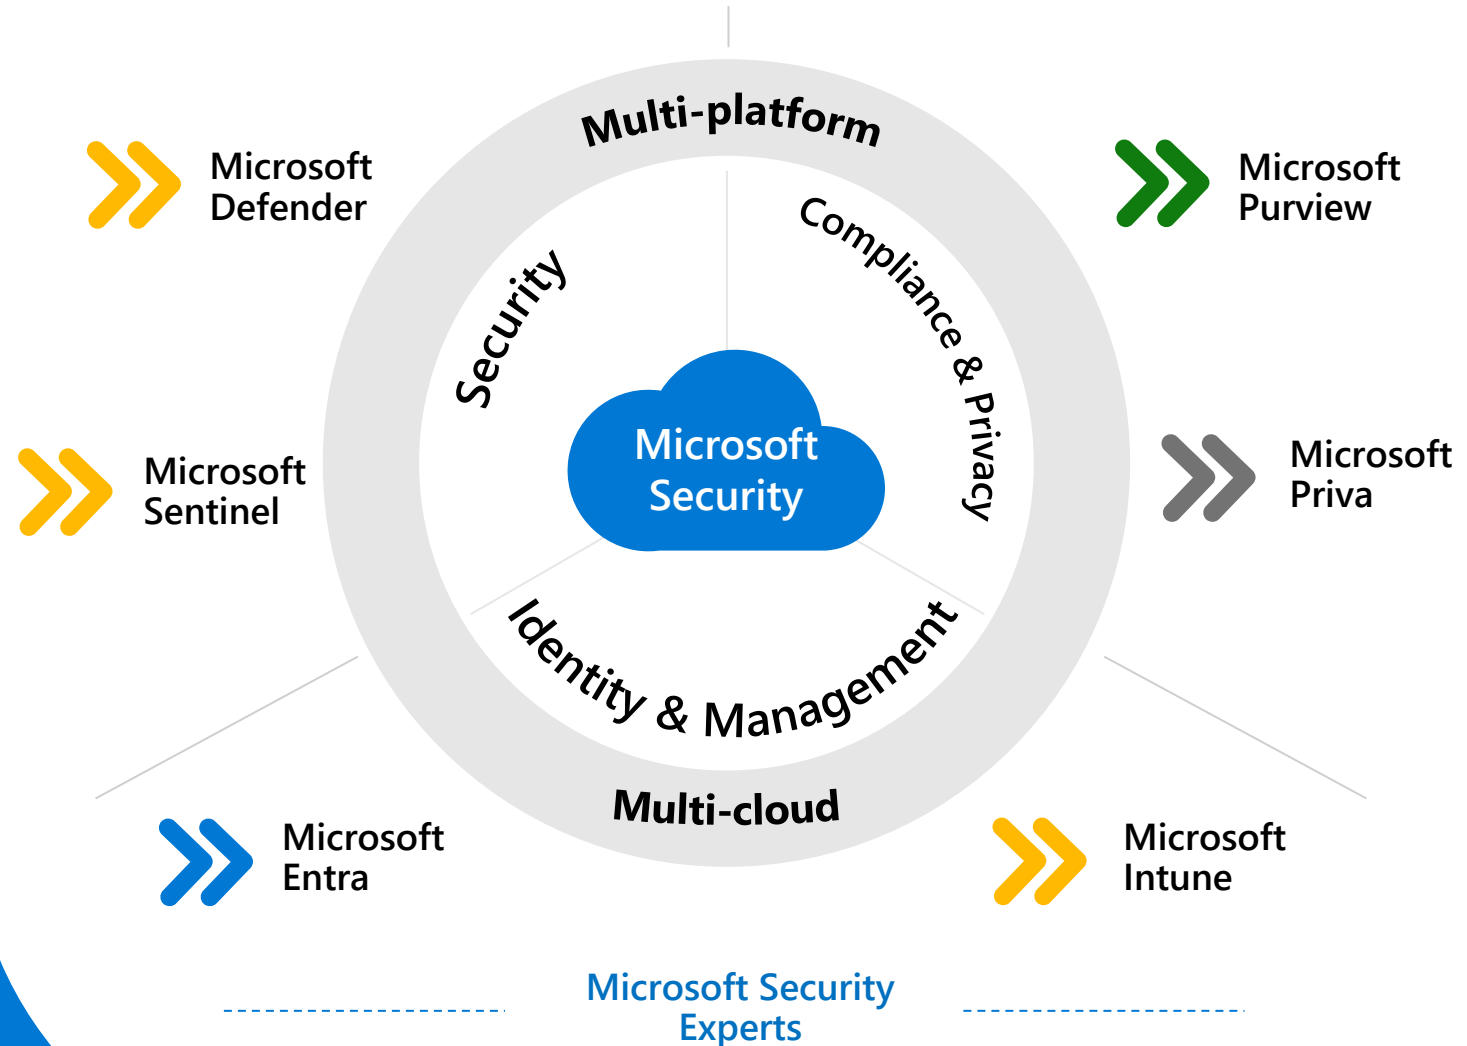 Multi-platform
Microsoft
Defender
Microsoft
Purview
Security
Compliance & Privacy
Microsoft
Security
Microsoft
Sentinel
Microsoft
Priva
Identity & Management
Multi-cloud
Microsoft
Entra
Microsoft
Intune
Microsoft Security
Experts